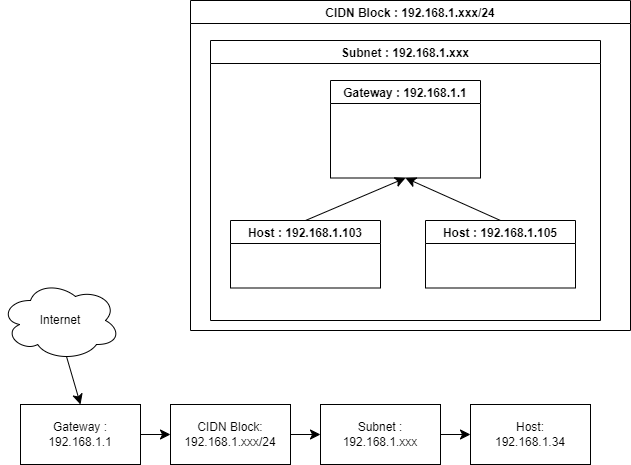 CIDN Block : 192.168.1.xxx/24
Subnet : 192.168.1.xxx
Gateway : 192.168.1.1
Host : 192.168.1.103
Host : 192.168.1.105
Internet
Gateway :
192.168.1.1
CIDN Block:
192.168.1.xxx/24
Subnet :
192.168.1.xxx
Host:
192.168.1.34